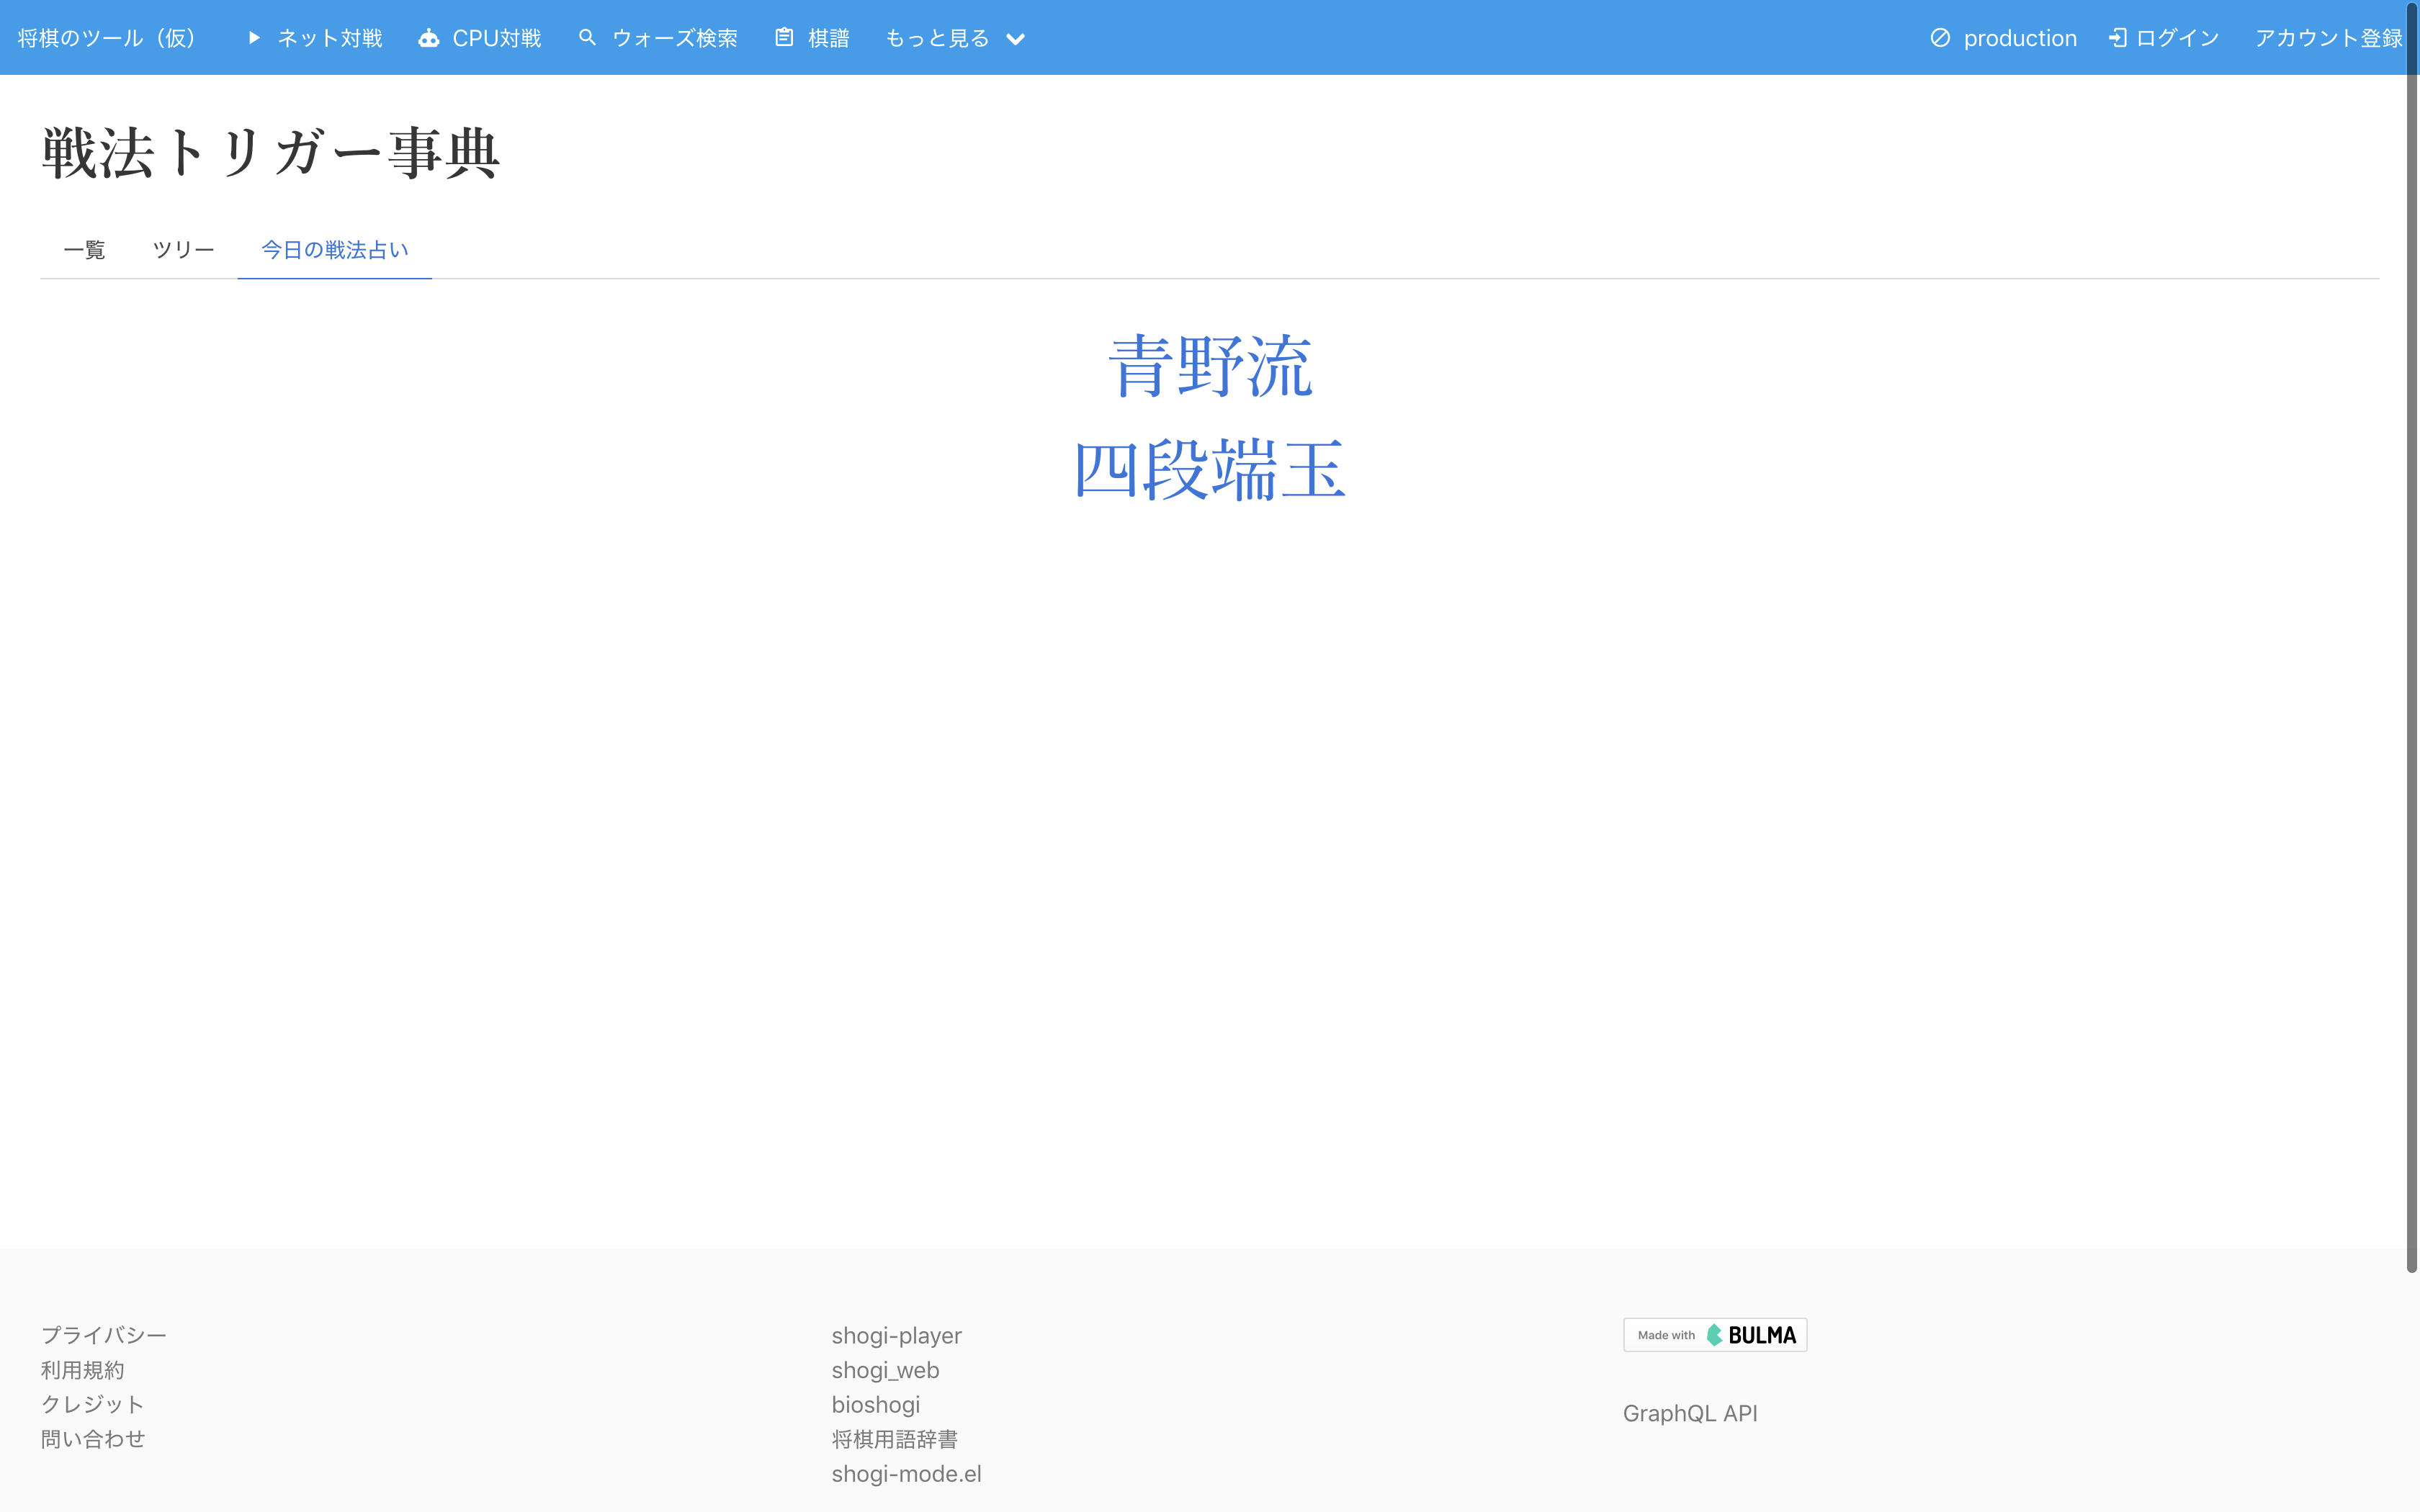 将棋のツール（仮） ネット対戦 CPU対戦 ウォーズ検索 棋譜 もっと見る production ログイン アカウント登録
戦法トリガー事典
一覧 ツリー 今日の戦法占い
青野流
四段端玉
プライバシー
利用規約
クレジット
問い合わせ
shogi-player
shogi_web
bioshogi
将棋用語辞書
shogi-mode.el
Made with BULMA
GraphQL API